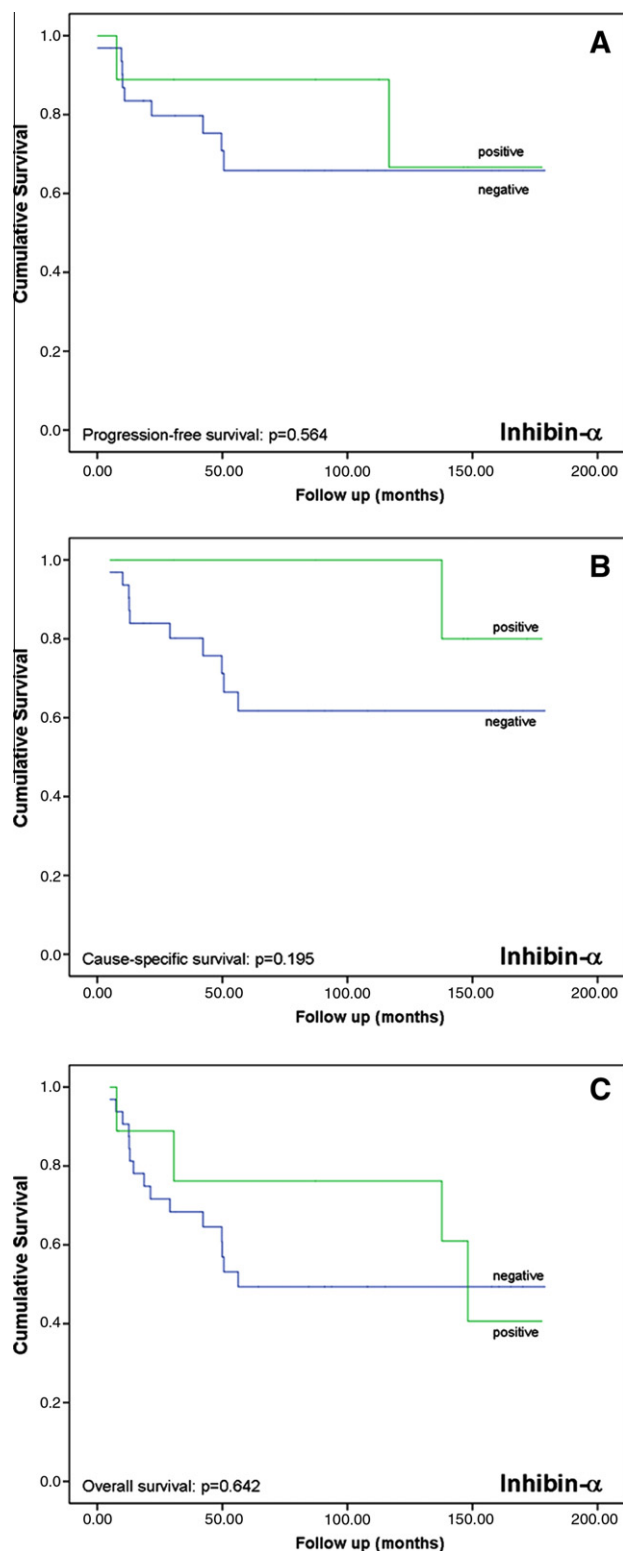 A
1.0
0.8
0.6
0.4
0.2
0.0
Cumulative Survival
positive
negative
Progression-free survival: p=0.564
Inhibin-α
0.00 50.00 100.00 150.00 200.00
Follow up (months)
B
1.0
0.8
0.6
0.4
0.2
0.0
Cumulative Survival
positive
negative
Cause-specific survival: p=0.195
Inhibin-α
0.00 50.00 100.00 150.00 200.00
Follow up (months)
C
1.0
0.8
0.6
0.4
0.2
0.0
Cumulative Survival
negative
positive
Overall survival: p=0.642
Inhibin-α
0.00 50.00 100.00 150.00 200.00
Follow up (months)